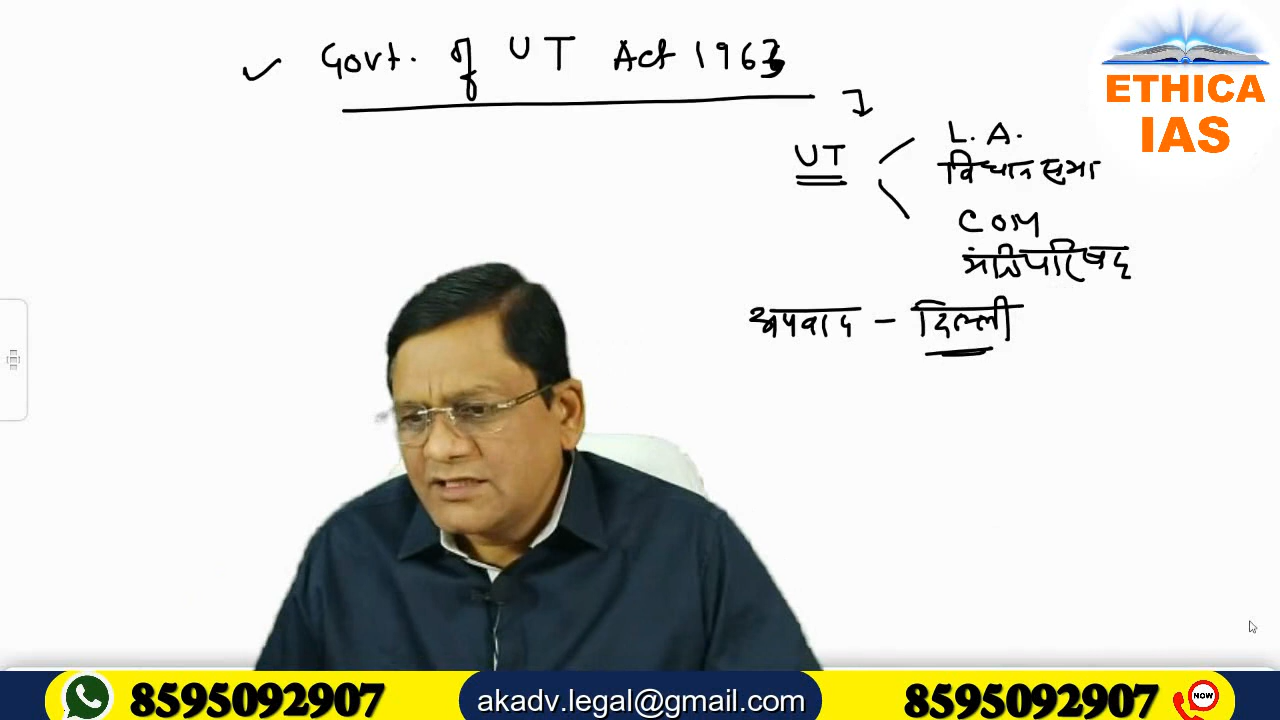 Govt. of UT Act 1963
ETHICA
IAS
UT
L. A.
विधान सभा
COM
मंत्रिपरिषद
अपवाद - दिल्ली
8595092907
akadv.legal@gmail.com
8595092907
NOW